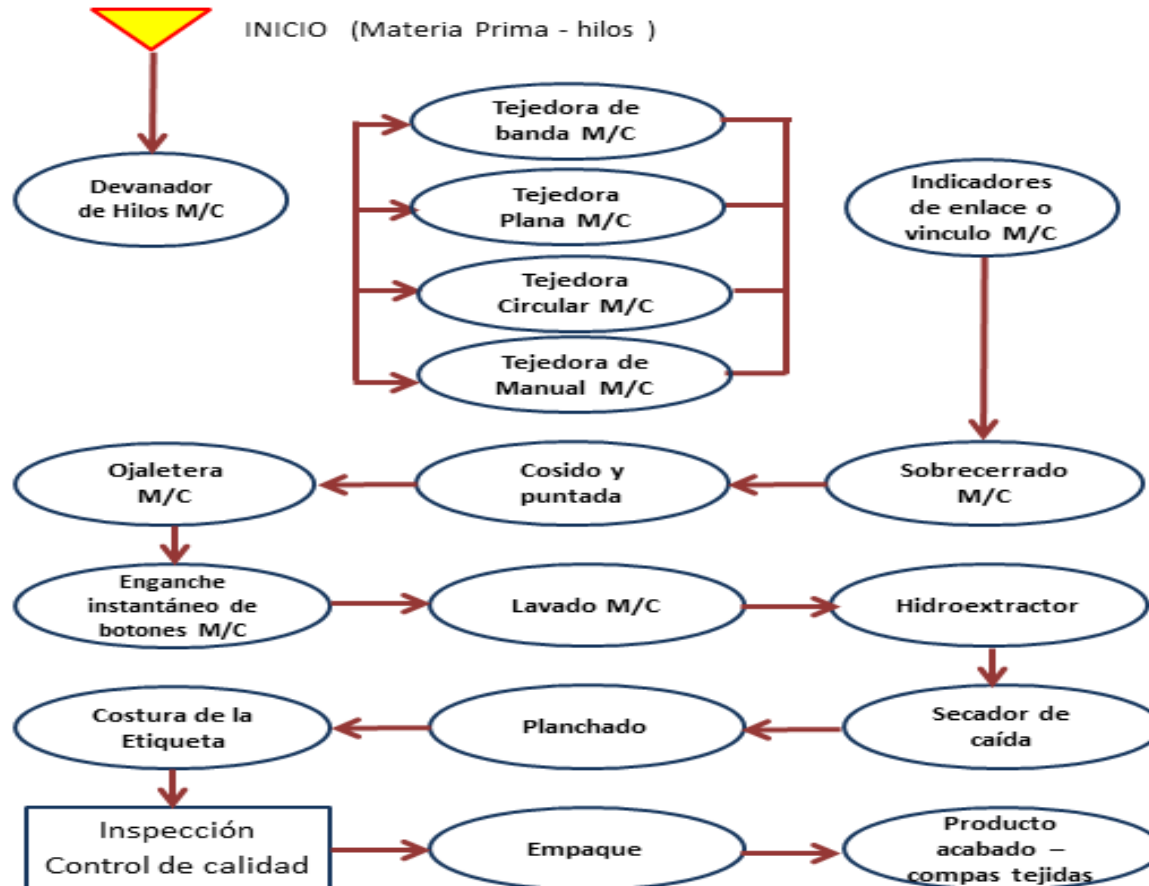 INICIO (Materia Prima - hilos )
Tejedora de
banda M/C
Devanador
de Hilos M/C
Tejedora
Plana M/C
Indicadores
de enlace o
vinculo M/C
Tejedora
Circular M/C
Tejedora de
Manual M/C
Ojaletera
M/C
Cosido y
puntada
Sobrecerrado
M/C
Enganche
instantáneo de
botones M/C
Lavado M/C
Hidroextractor
Costura de la
Etiqueta
Planchado
Secador de
caída
Inspección
Control de calidad
Empaque
Producto
acabado –
compas tejidas